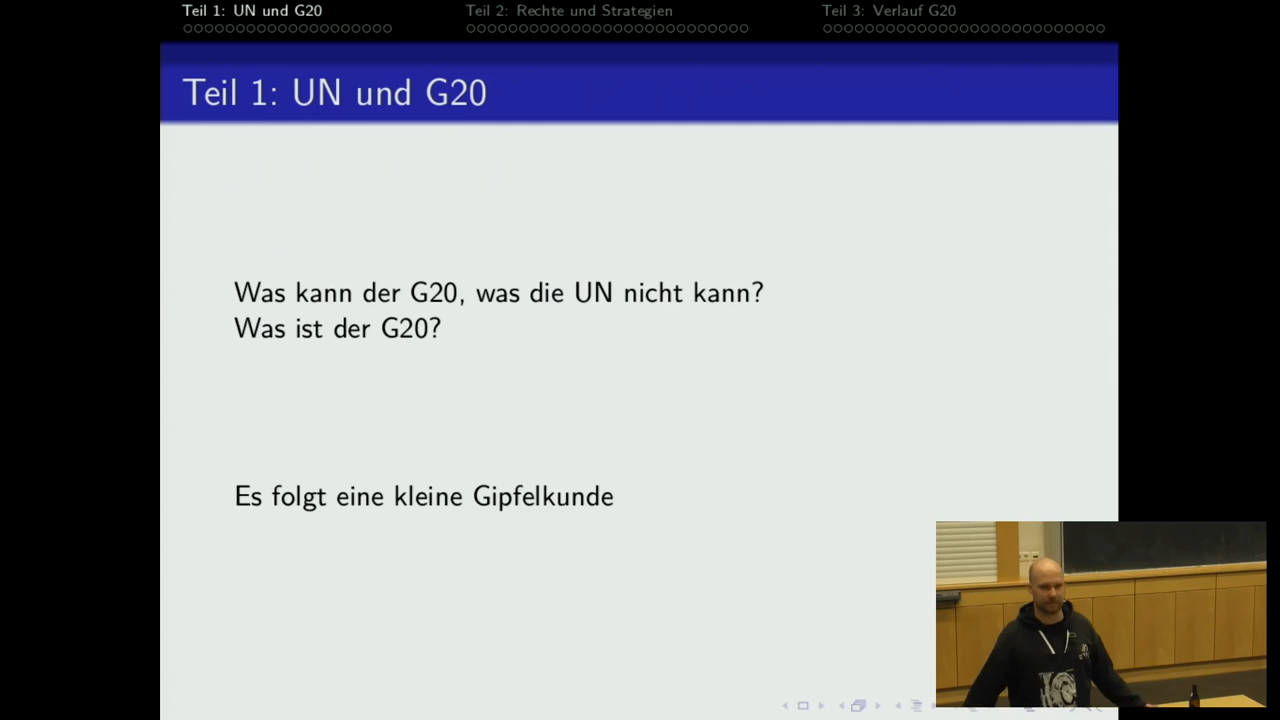 Teil 1: UN und G20
Teil 2: Rechte und Strategien
Teil 3: Verlauf G20
Teil 1: UN und G20
Was kann der G20, was die UN nicht kann?
Was ist der G20?
Es folgt eine kleine Gipfelkunde